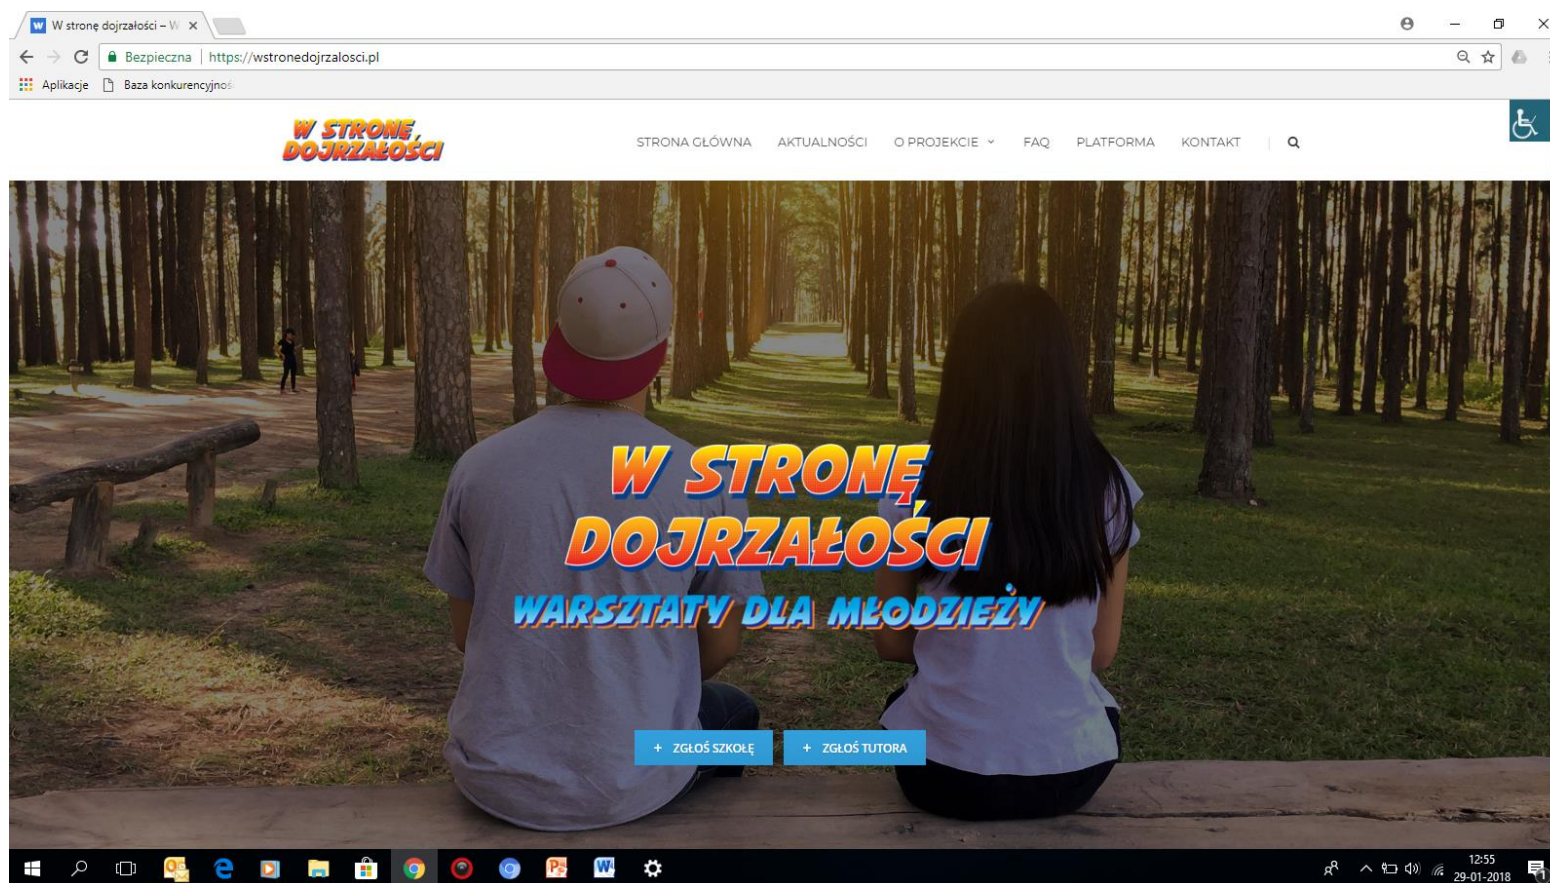 W stronę dojrzałości – W
Bezpieczna | https://wstronedojrzalosci.pl
Aplikacje Baza konkurencyjnoś
W STRONĘ
DOJRZAŁOŚCI
STRONA GŁÓWNA AKTUALNOŚCI O PROJEKCIE FAQ PLATFORMA KONTAKT
W STRONĘ
DOJRZAŁOŚCI
WARSZTATY DLA MŁODZIEŻY
+ ZGŁOŚ SZKOŁĘ + ZGŁOŚ TUTORA
12:55
29-01-2018